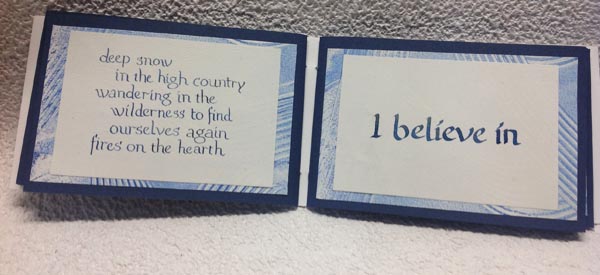 deep snow
in the high country
wandering in the
wilderness to find
ourselves again
fires on the hearth
I believe in